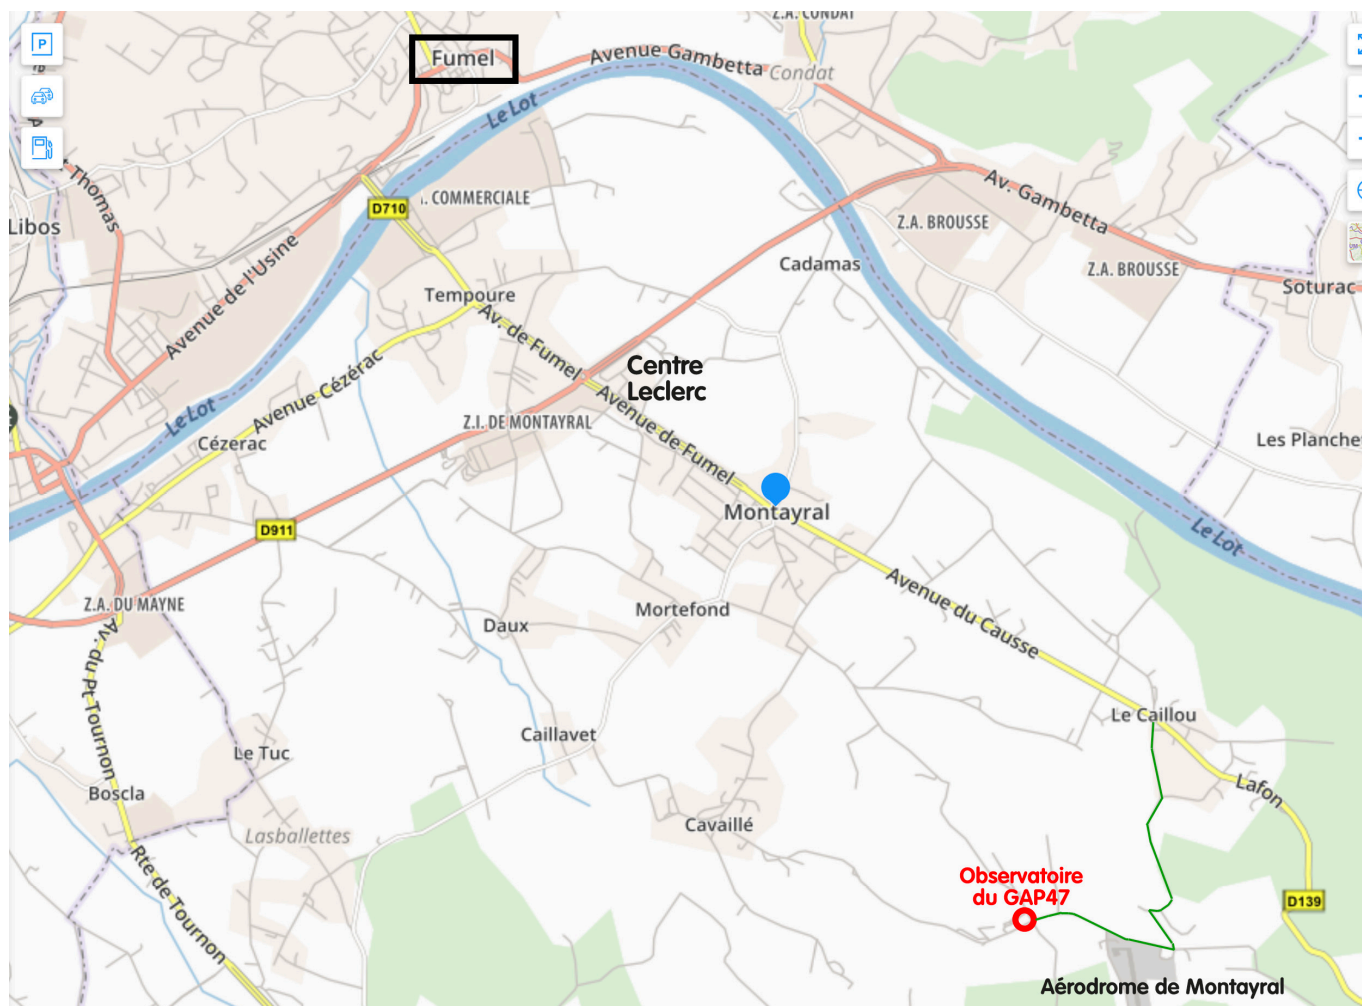 Z.A. CONDAT
P
Fumel
Avenue Gambetta
Condat
Le Lot
Thomas
Av. Gambetta
D710
. COMMERCIALE
Libos
Z.A. BROUSSE
Avenue de l'Usine
Cadamas
Z.A. BROUSSE
Soturac
Tempoure
Av. de Fumel
Centre
Leclerc
Avenue Cézérac
Avenue de Fumel
Le Lot
Z.I. DE MONTAYRAL
Cézerac
Les Planche
Montayral
D911
Le Lot
Avenue du Causse
Z.A. DU MAYNE
Mortefond
Daux
Av. du Pt Tournon
Le Caillou
Caillavet
Le Tuc
Lafon
Boscla
Cavaillé
Lasballettes
Observatoire
du GAP47
Rte de Tournon
D139
Aérodrome de Montayral